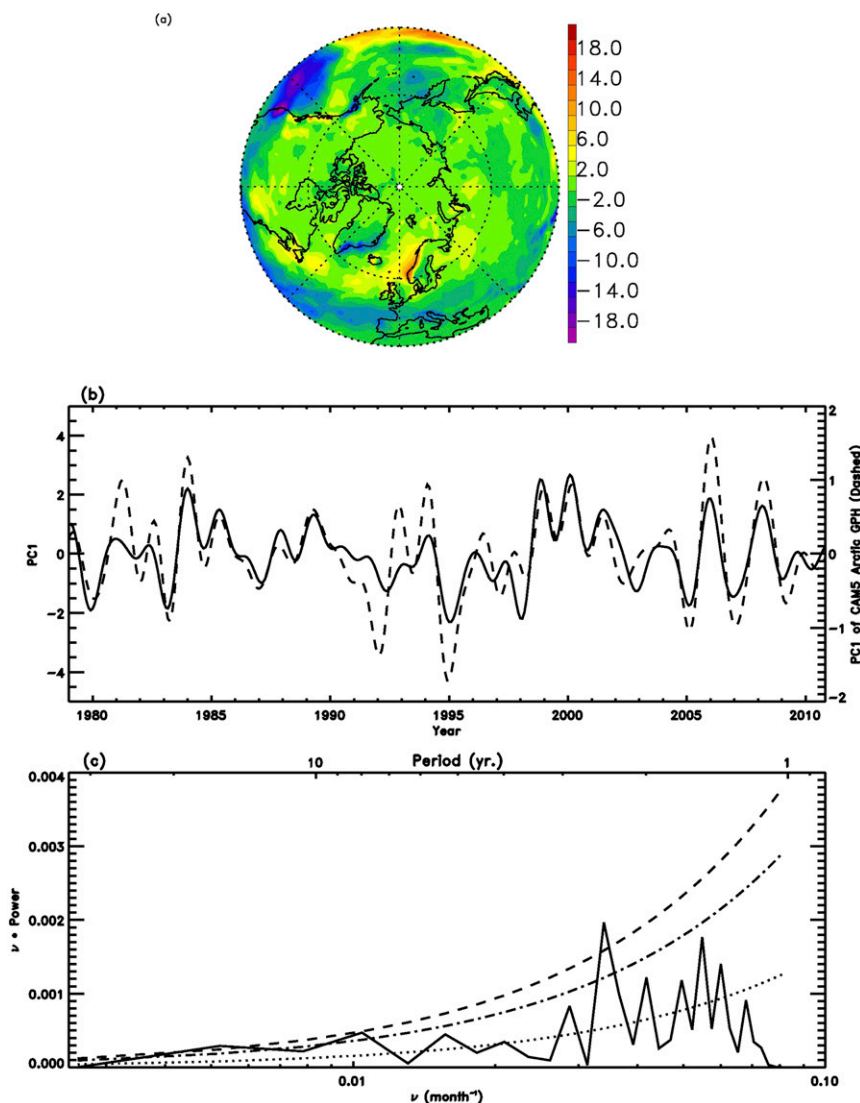 (a)
18.0
14.0
10.0
6.0
2.0
-2.0
-6.0
-10.0
-14.0
-18.0
(b)
4
2
0
-2
-4
PC1
2
1
0
-1
-2
PC1 of CAM5 Arctic GPH (Dashed)
1980 1985 1990 1995 2000 2005 2010
Year
(c)
10 Period (yr.) 1
0.004
0.003
0.002
0.001
0.000
ν • Power
0.01 0.10
ν (month⁻¹)